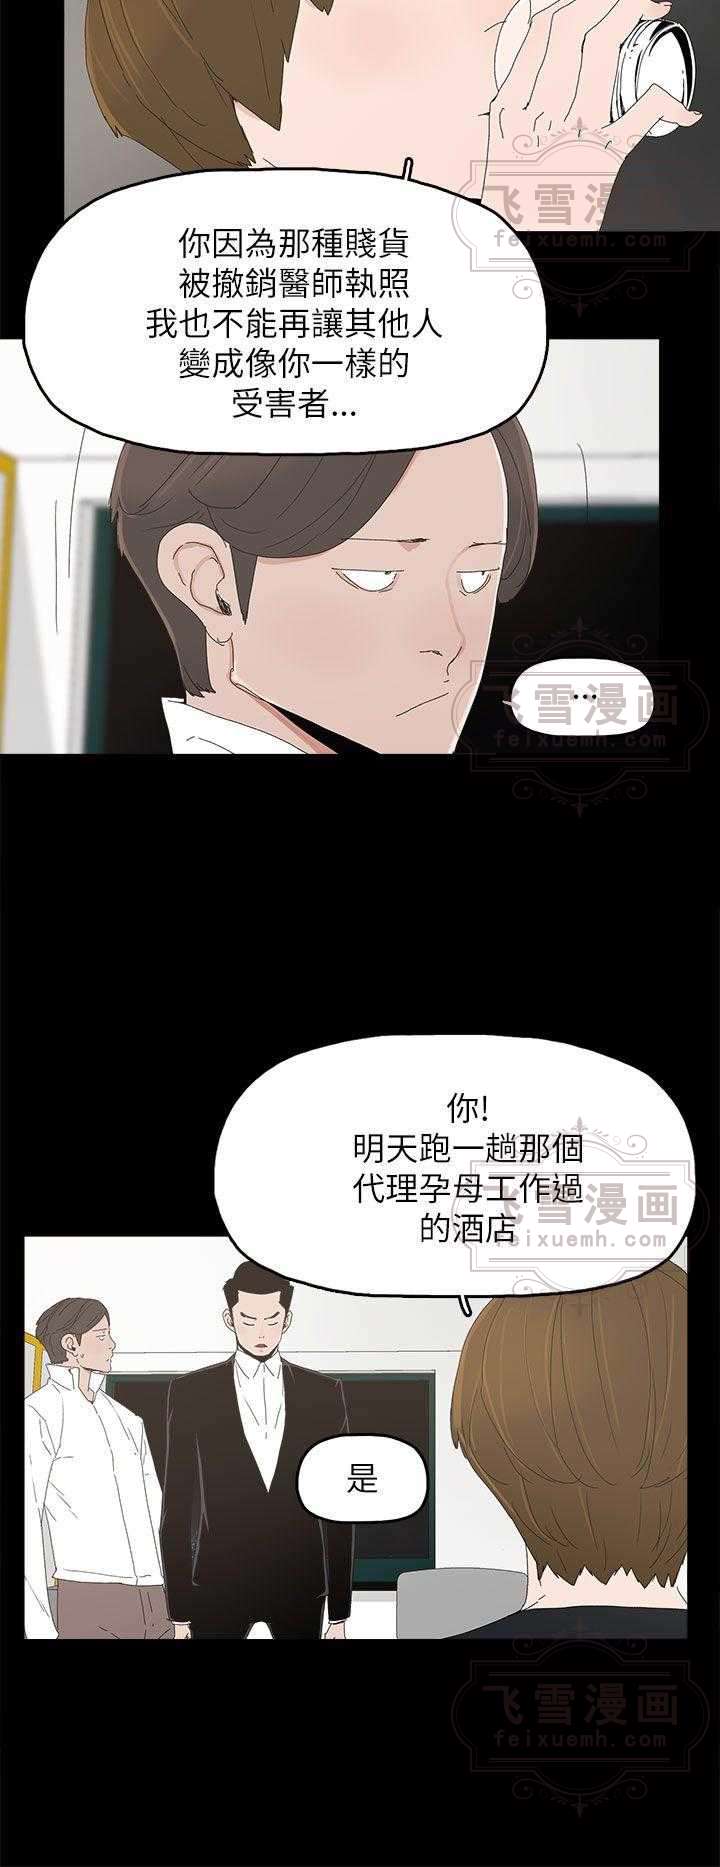 飞雪漫画
feixuemh.com
你因為那種賤貨
被撤銷醫師執照
我也不能再讓其他人
變成像你一樣的
受害者...
...
飞雪漫画
feixuemh.com
你!
明天跑一趟那個
代理孕母工作過
的酒店
飞雪漫画
feixuemh.com
是
飞雪漫画
feixuemh.com